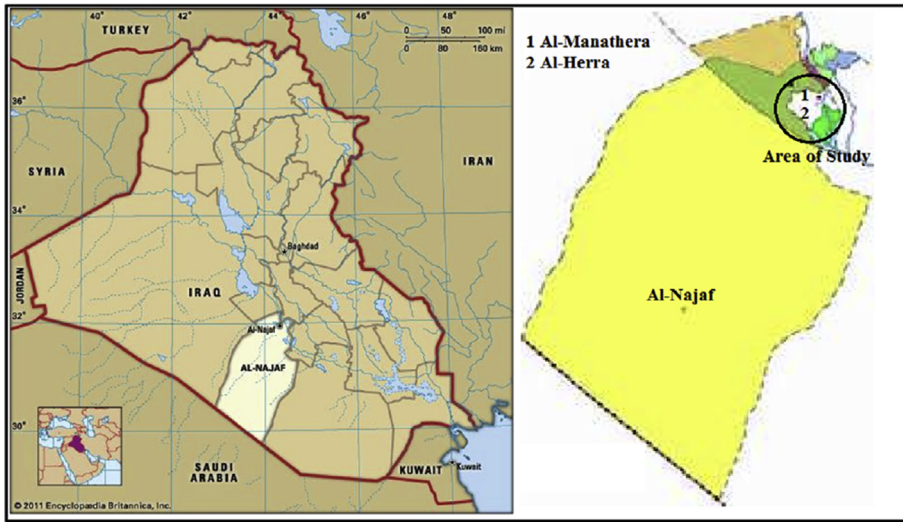 40°
42°
44°
46°
48°
TURKEY
0 50 100 mi
0 80 160 km
36°
SYRIA
IRAN
34°
Baghdad
JORDAN
IRAQ
32°
Al-Najaf
AL-NAJAF
30°
SAUDI
ARABIA
KUWAIT
Kuwait
© 2011 Encyclopædia Britannica, Inc.
1 Al-Manathera
2 Al-Herra
1
2
Area of Study
Al-Najaf